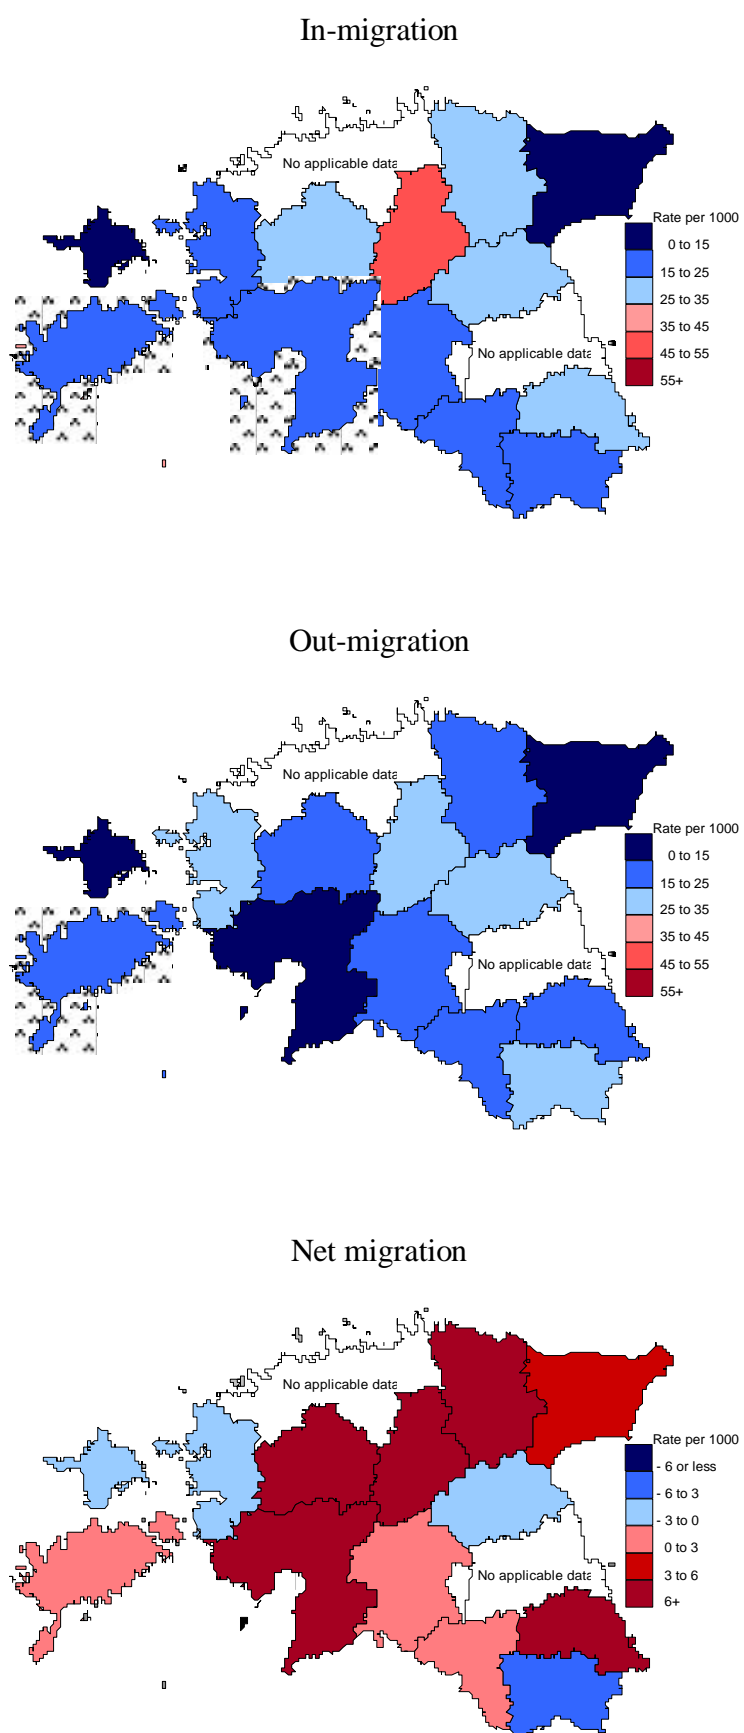 In-migration
No applicable data
Rate per 1000
0 to 15
15 to 25
25 to 35
35 to 45
45 to 55
55+
No applicable data
Out-migration
No applicable data
Rate per 1000
0 to 15
15 to 25
25 to 35
35 to 45
45 to 55
55+
No applicable data
Net migration
No applicable data
Rate per 1000
- 6 or less
- 6 to 3
- 3 to 0
0 to 3
3 to 6
6+
No applicable data